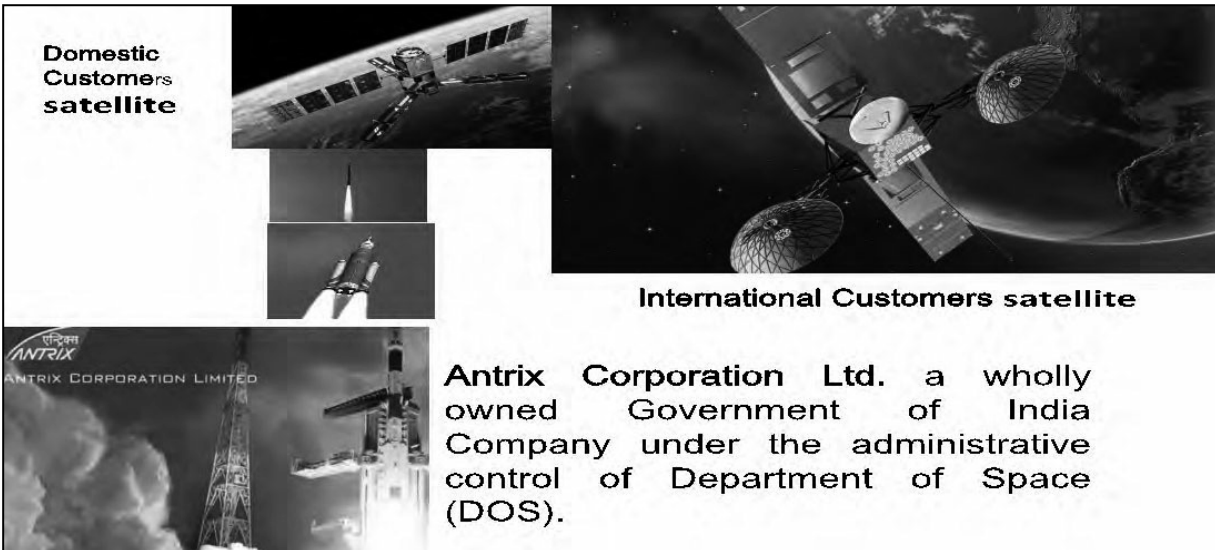 Domestic
Customers
satellite
International Customers satellite
एन्ट्रिक्स
ANTRIX
ANTRIX CORPORATION LIMITED
Antrix Corporation Ltd. a wholly
owned Government of India
Company under the administrative
control of Department of Space
(DOS).